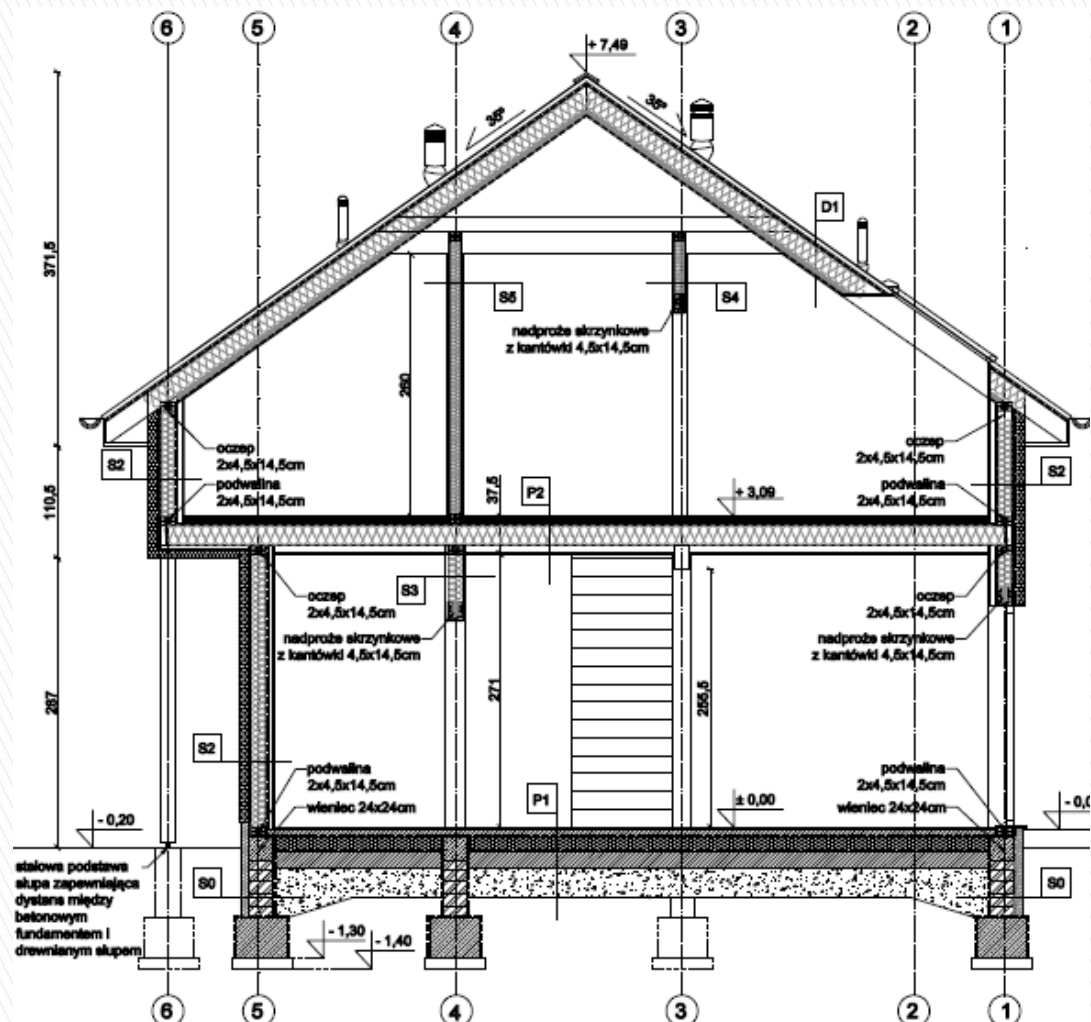 6 5 4 3 2 1
+ 7,49
35°
35°
D1
371,5
S5
S4
nadproże skrzynkowe
z kantówki 4,5x14,5cm
260
oczep
2x4,5x14,5cm
oczep
2x4,5x14,5cm
S2
S2
podwalina
2x4,5x14,5cm
podwalina
2x4,5x14,5cm
110,5
37,5
P2
+ 3,09
S3
oczep
2x4,5x14,5cm
oczep
2x4,5x14,5cm
nadproże skrzynkowe
z kantówki 4,5x14,5cm
nadproże skrzynkowe
z kantówki 4,5x14,5cm
287
271
255,5
S2
podwalina
2x4,5x14,5cm
podwalina
2x4,5x14,5cm
wieniec 24x24cm
wieniec 24x24cm
P1
± 0,00
- 0,20
- 0,0
stalowa podstawa
słupa zapewniająca
dystans między
betonowym
fundamentem i
drewnianym słupem
S0
S0
- 1,30
- 1,40
6 5 4 3 2 1